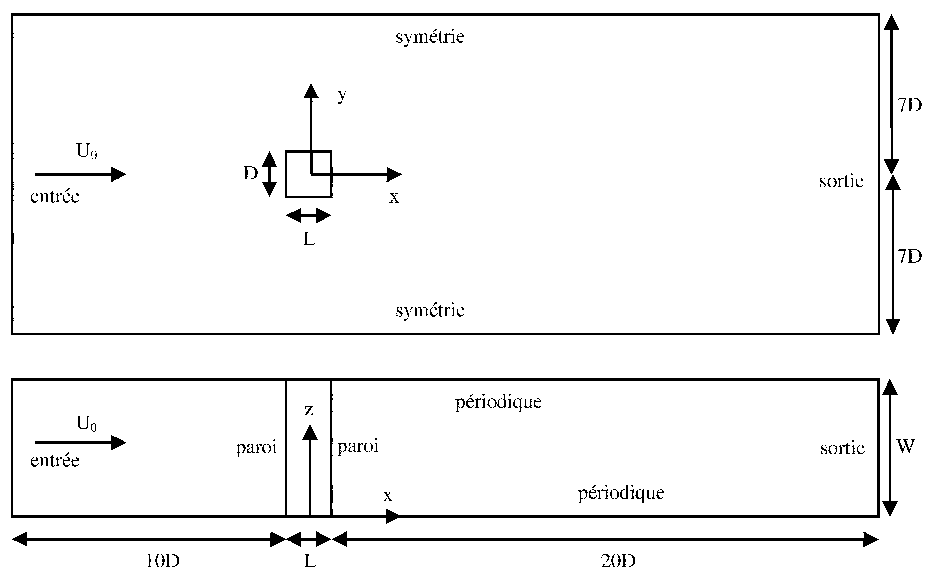 symétrie
y
7D
U₀
D
entrée
x
sortie
L
7D
symétrie
périodique
z
U₀
paroi
paroi
sortie
W
entrée
x
périodique
10D
L
20D